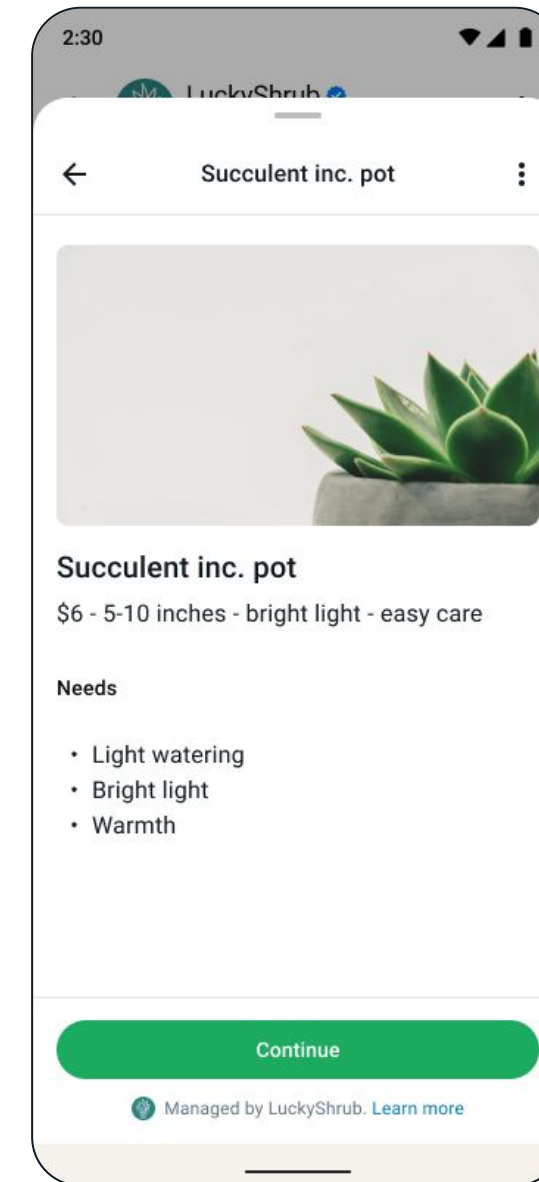 2:30
LuckyShrub
Succulent inc. pot
Succulent inc. pot
$6 - 5-10 inches - bright light - easy care
Needs
• Light watering
• Bright light
• Warmth
Continue
Managed by LuckyShrub. Learn more